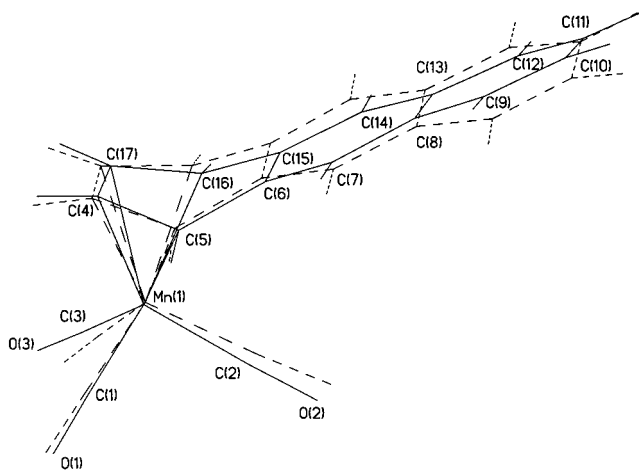 C(11)
C(10)
C(12)
C(13)
C(9)
C(14)
C(8)
C(17)
C(15)
C(7)
C(16)
C(6)
C(4)
C(5)
Mn(1)
C(3)
O(3)
C(2)
C(1)
O(2)
O(1)